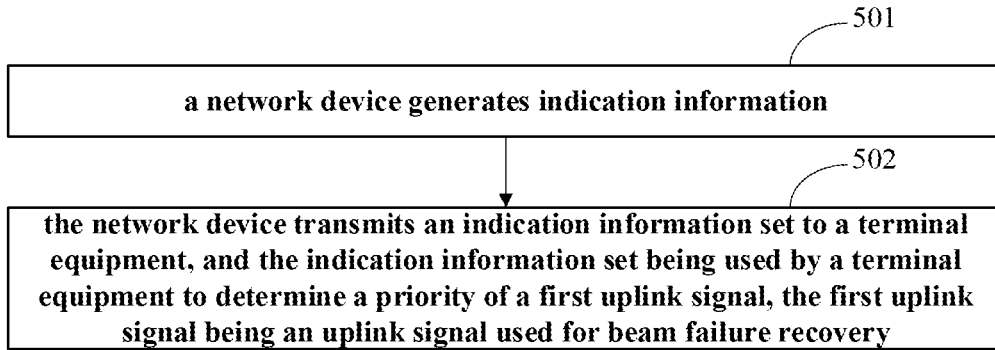 501
a network device generates indication information
502
the network device transmits an indication information set to a terminal
equipment, and the indication information set being used by a terminal
equipment to determine a priority of a first uplink signal, the first uplink
signal being an uplink signal used for beam failure recovery